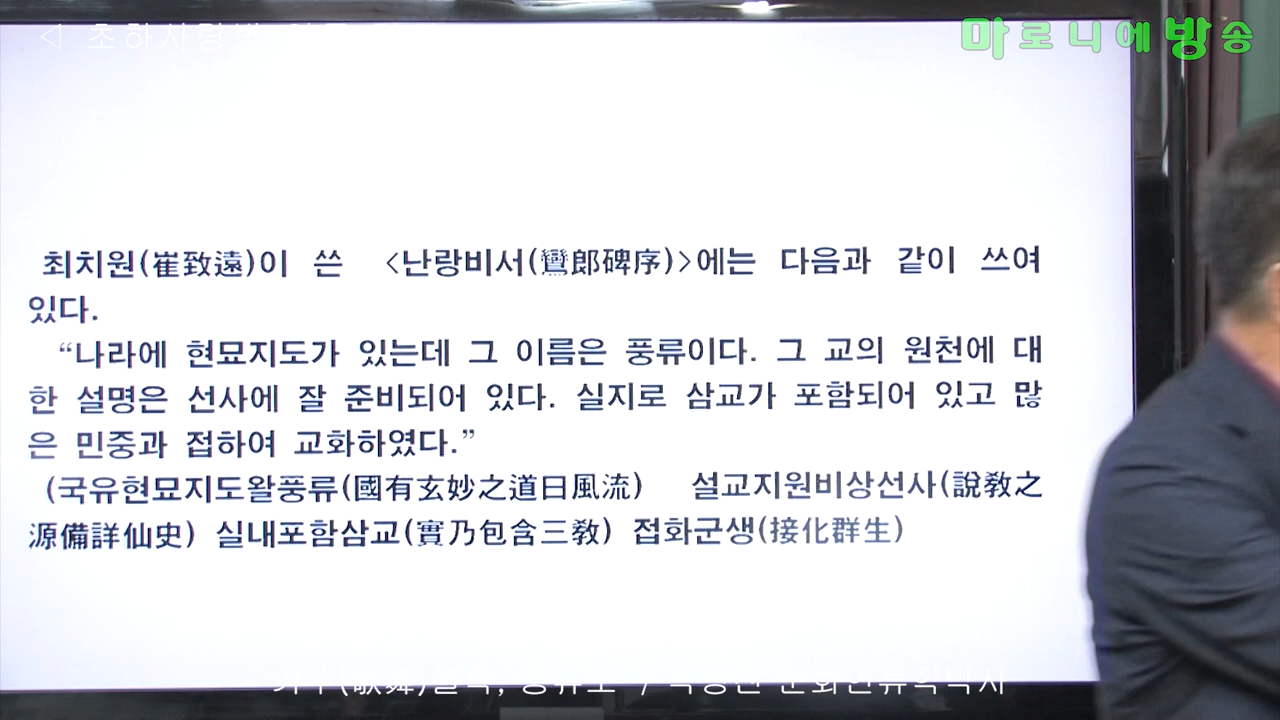 ◁ 초하사랑방
마로니에방송
최치원(崔致遠)이 쓴 <난랑비서(鸞郎碑序)>에는 다음과 같이 쓰여
있다.
“나라에 현묘지도가 있는데 그 이름은 풍류이다. 그 교의 원천에 대
한 설명은 선사에 잘 준비되어 있다. 실지로 삼교가 포함되어 있고 많
은 민중과 접하여 교화하였다.”
(국유현묘지도왈풍류(國有玄妙之道曰風流) 설교지원비상선사(說敎之
源備詳仙史) 실내포함삼교(實乃包含三敎) 접화군생(接化群生)